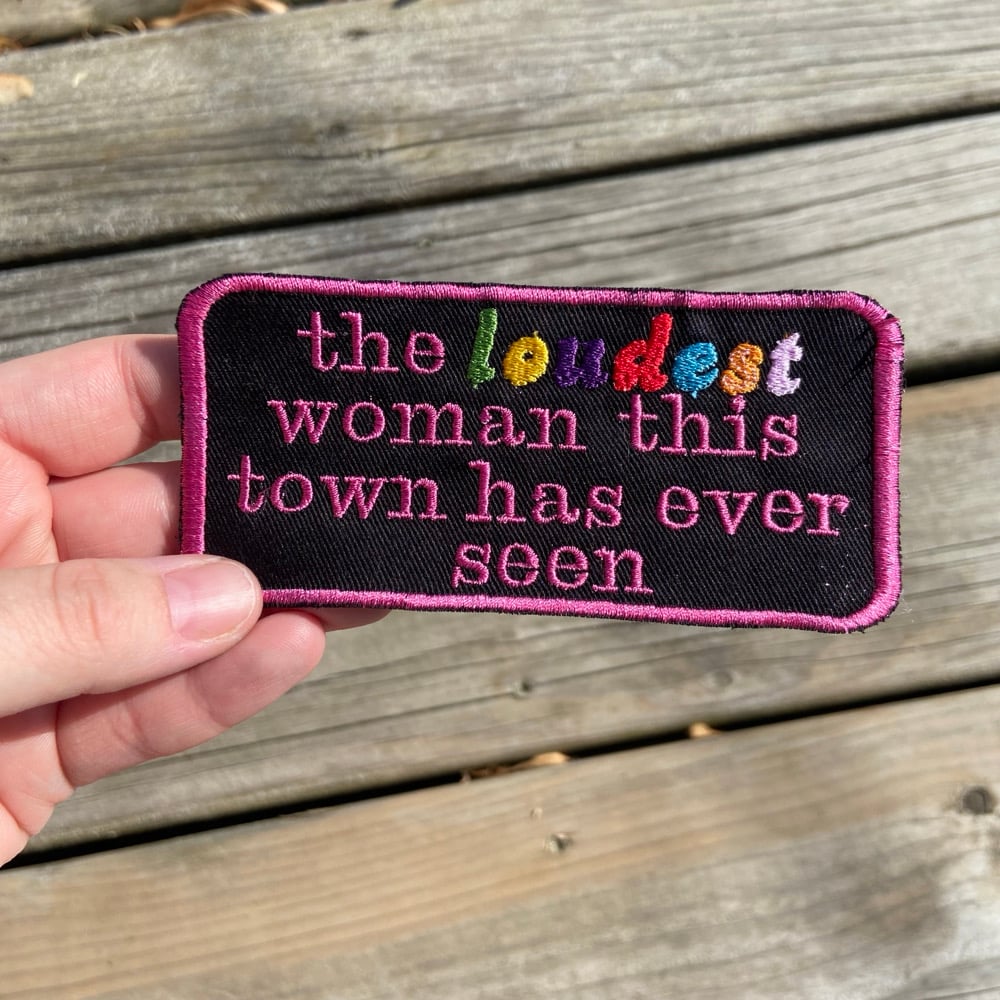 the loudest
woman this
town has ever
seen